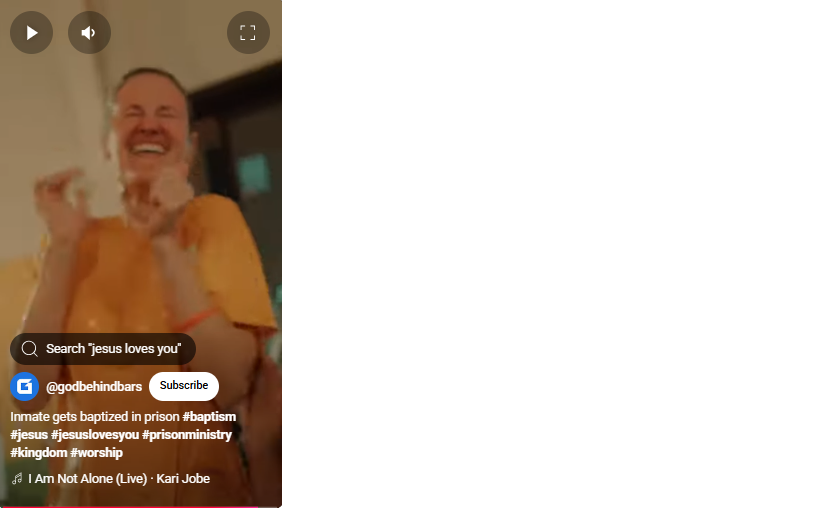 Search "jesus loves you"
@godbehindbars Subscribe
Inmate gets baptized in prison #baptism
#jesus #jesuslovesyou #prisonministry
#kingdom #worship
I Am Not Alone (Live) · Kari Jobe